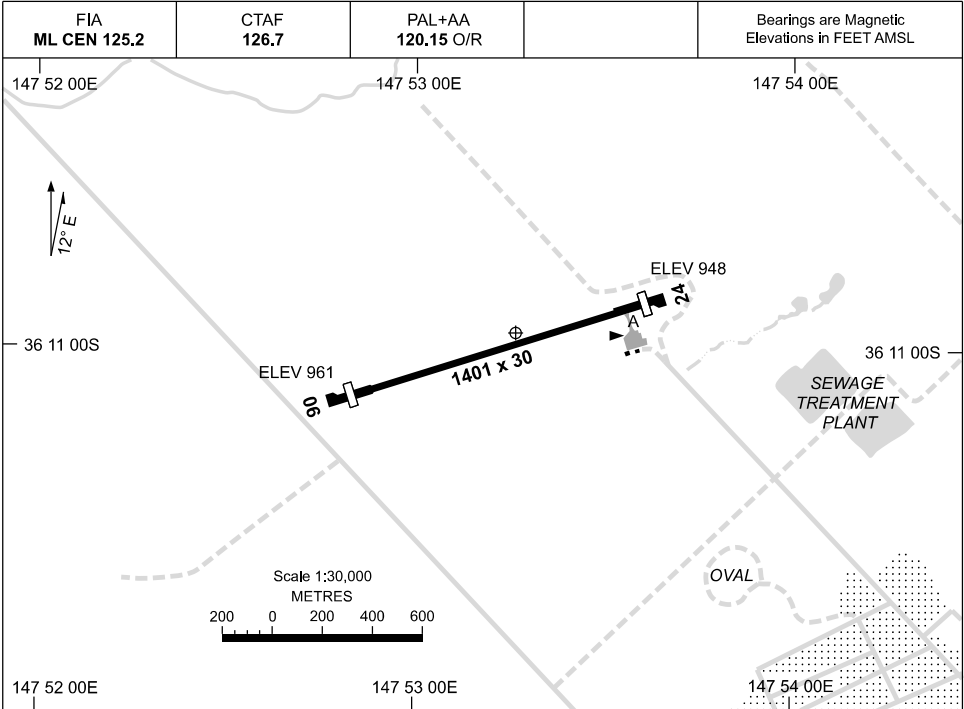 FIA
ML CEN 125.2
CTAF
126.7
PAL+AA
120.15 O/R
Bearings are Magnetic
Elevations in FEET AMSL
147 52 00E
147 53 00E
147 54 00E
12° E
ELEV 948
24
A
36 11 00S
36 11 00S
1401 x 30
ELEV 961
06
SEWAGE
TREATMENT
PLANT
OVAL
Scale 1:30,000
METRES
200 0 200 400 600
147 52 00E
147 53 00E
147 54 00E